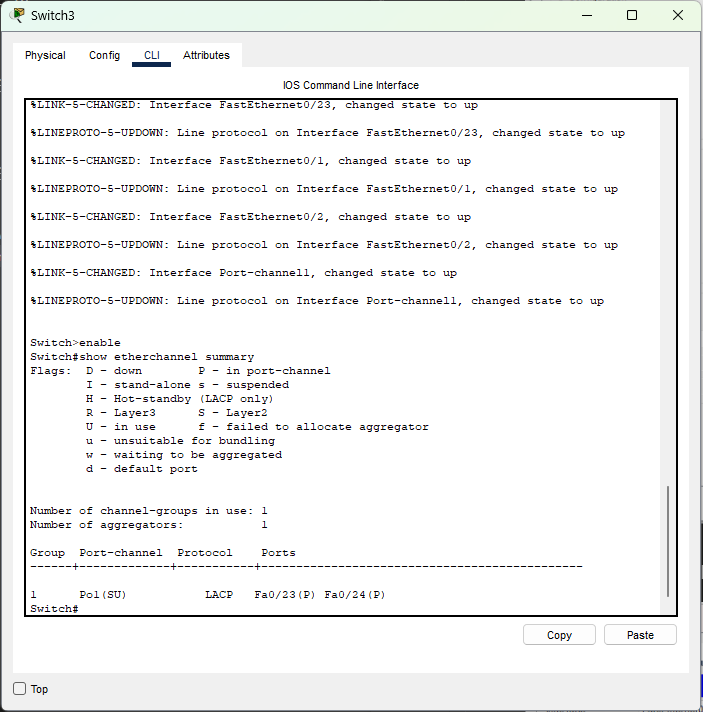 Switch3
Physical Config CLI Attributes
IOS Command Line Interface
%LINK-5-CHANGED: Interface FastEthernet0/23, changed state to up
%LINEPROTO-5-UPDOWN: Line protocol on Interface FastEthernet0/23, changed state to up
%LINK-5-CHANGED: Interface FastEthernet0/1, changed state to up
%LINEPROTO-5-UPDOWN: Line protocol on Interface FastEthernet0/1, changed state to up
%LINK-5-CHANGED: Interface FastEthernet0/2, changed state to up
%LINEPROTO-5-UPDOWN: Line protocol on Interface FastEthernet0/2, changed state to up
%LINK-5-CHANGED: Interface Port-channel1, changed state to up
%LINEPROTO-5-UPDOWN: Line protocol on Interface Port-channel1, changed state to up
Switch>enable
Switch#show etherchannel summary
Flags:  D - down        P - in port-channel
        I - stand-alone s - suspended
        H - Hot-standby (LACP only)
        R - Layer3      S - Layer2
        U - in use      f - failed to allocate aggregator
        u - unsuitable for bundling
        w - waiting to be aggregated
        d - default port
Number of channel-groups in use: 1
Number of aggregators:           1
Group  Port-channel  Protocol    Ports
------+-------------+-----------+----------------------------------------------
1      Po1(SU)           LACP   Fa0/23(P) Fa0/24(P)
Switch#
Copy Paste
Top